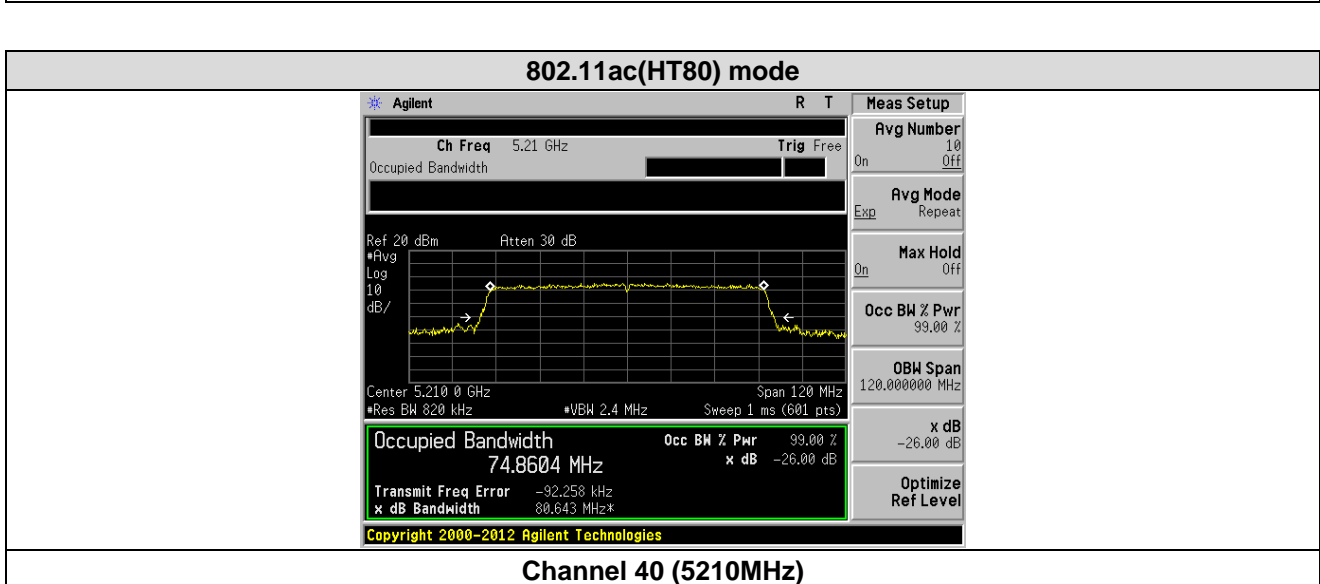 802.11ac(HT80) mode
Agilent R T
Ch Freq 5.21 GHz Trig Free
Occupied Bandwidth
Ref 20 dBm Atten 30 dB
#Avg
Log
10
dB/
Center 5.210 0 GHz Span 120 MHz
#Res BW 820 kHz #VBW 2.4 MHz Sweep 1 ms (601 pts)
Occupied Bandwidth Occ BW % Pwr 99.00 %
74.8604 MHz x dB -26.00 dB
Transmit Freq Error -92.258 kHz
x dB Bandwidth 80.643 MHz*
Copyright 2000-2012 Agilent Technologies
Meas Setup
Avg Number
10
On Off
Avg Mode
Exp Repeat
Max Hold
On Off
Occ BW % Pwr
99.00 %
OBW Span
120.000000 MHz
x dB
-26.00 dB
Optimize
Ref Level
Channel 40 (5210MHz)